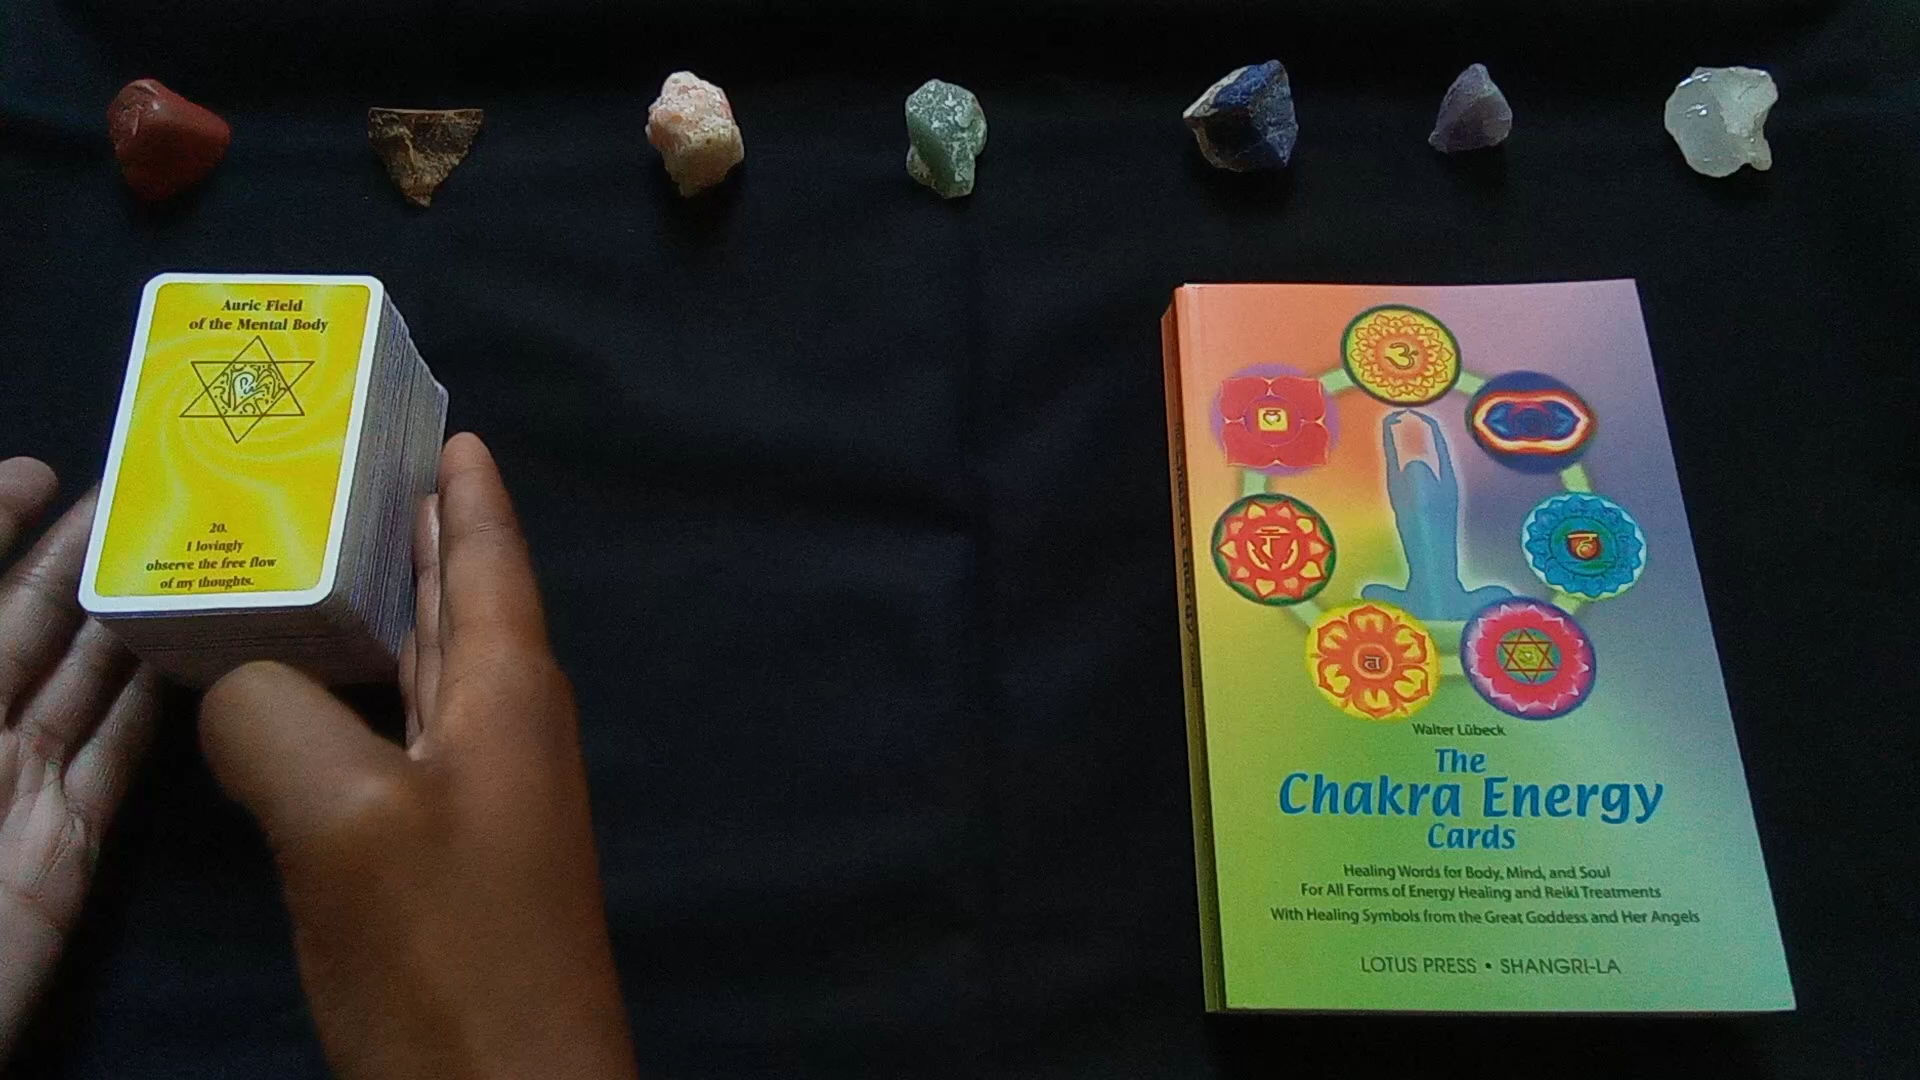 Auric Field
of the Mental Body
20.
I lovingly
observe the free flow
of my thoughts.
Walter Lübeck
The
Chakra Energy
Cards
Healing Words for Body, Mind, and Soul
For All Forms of Energy Healing and Reiki Treatments
With Healing Symbols from the Great Goddess and Her Angels
LOTUS PRESS • SHANGRI-LA